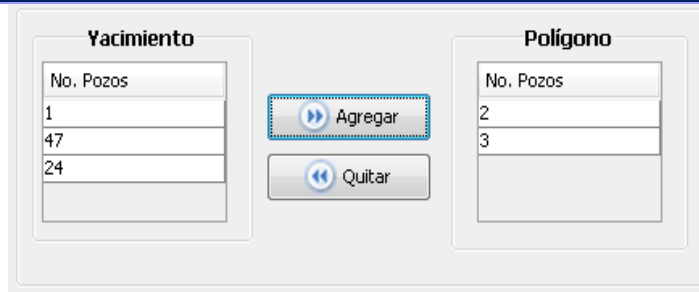 Yacimiento
No. Pozos
1
47
24
Agregar
Quitar
Polígono
No. Pozos
2
3